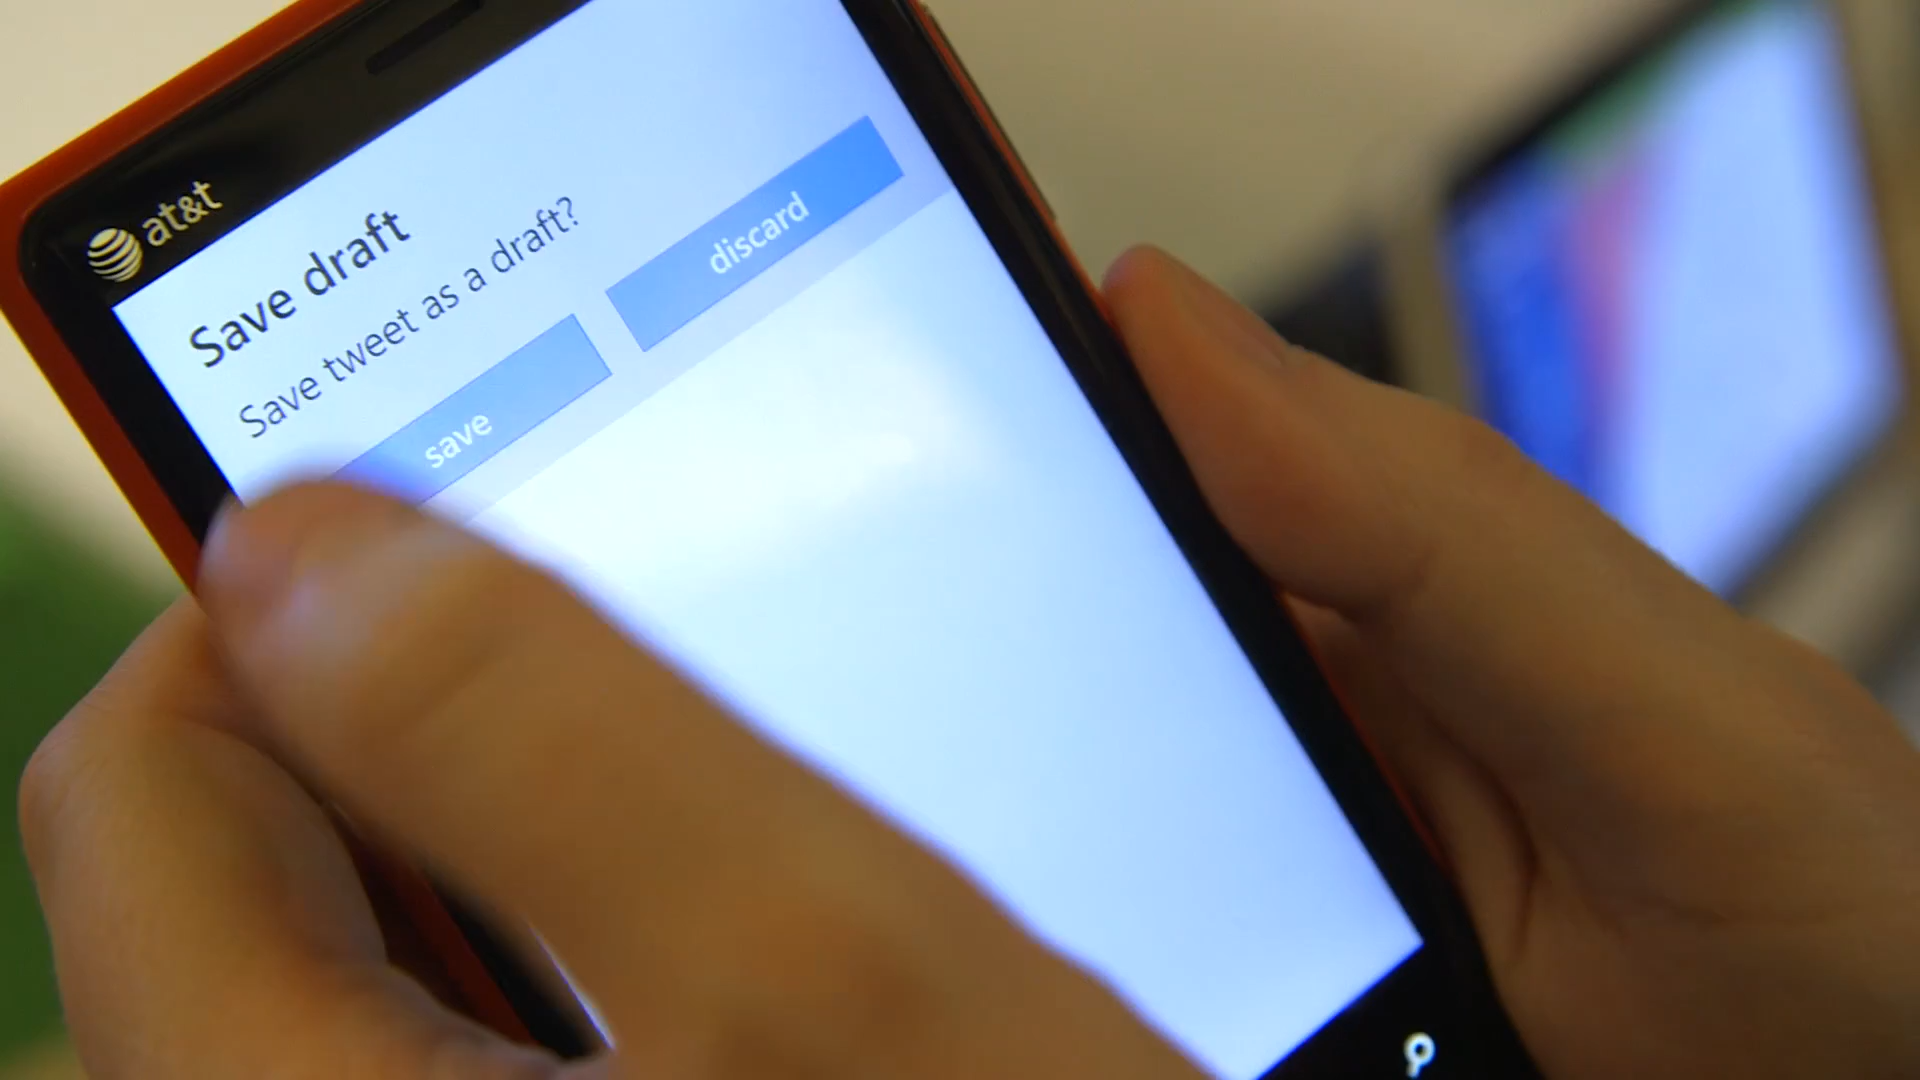 at&t
Save draft
Save tweet as a draft?
save
discard